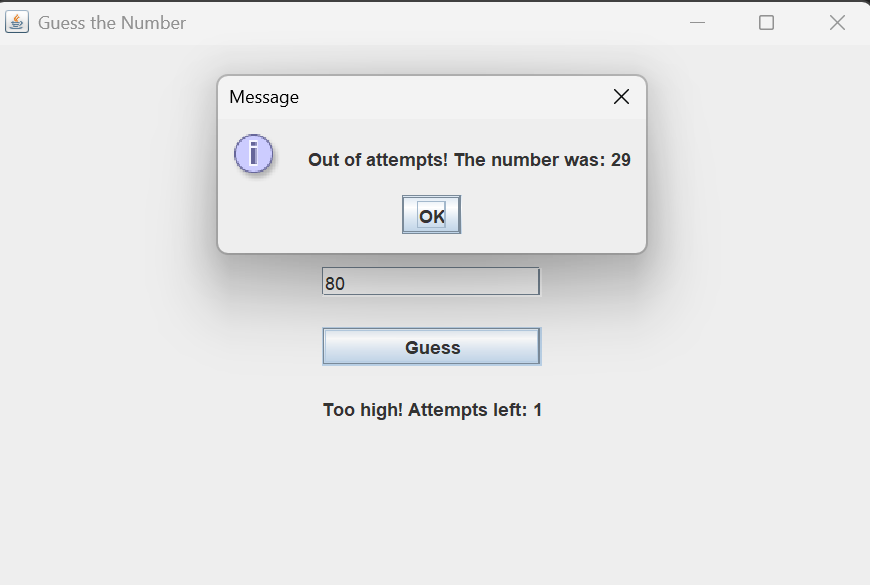 Guess the Number
Message
Out of attempts! The number was: 29
OK
80
Guess
Too high! Attempts left: 1